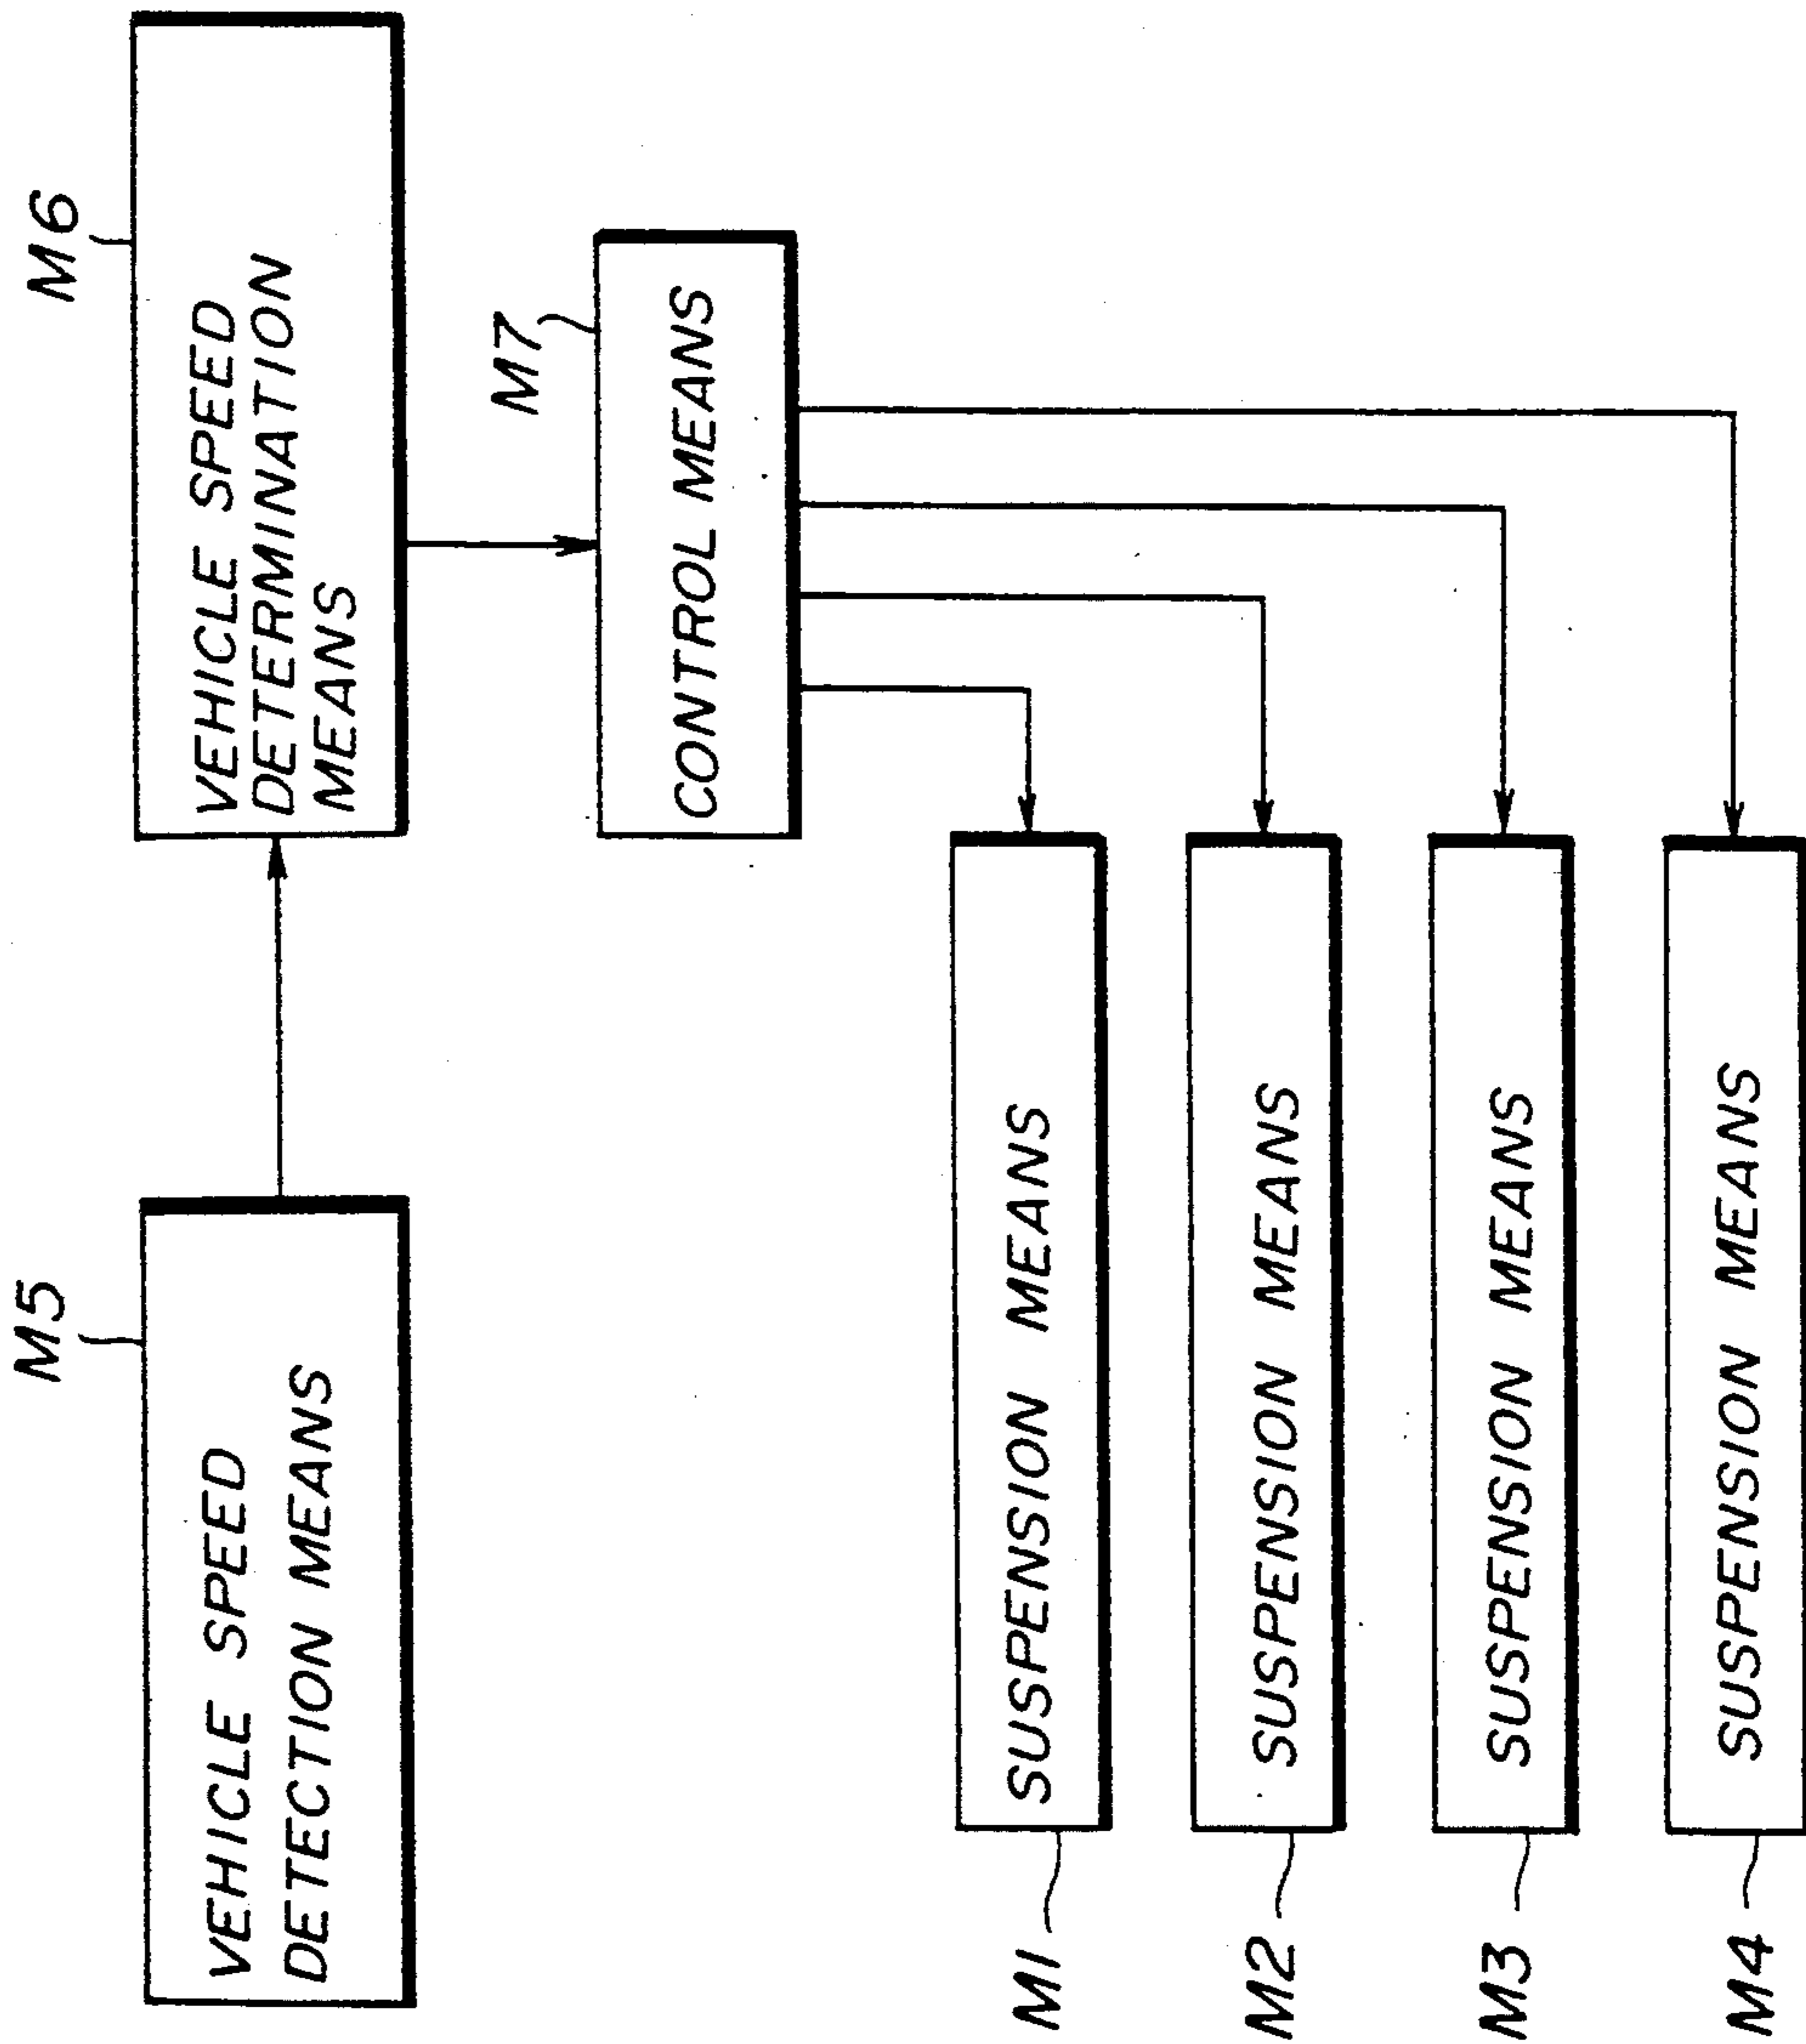 M5
VEHICLE SPEED
DETECTION MEANS
M6
VEHICLE SPEED
DETERMINATION
MEANS
M7
CONTROL MEANS
M1
SUSPENSION MEANS
M2
SUSPENSION MEANS
M3
SUSPENSION MEANS
M4
SUSPENSION MEANS